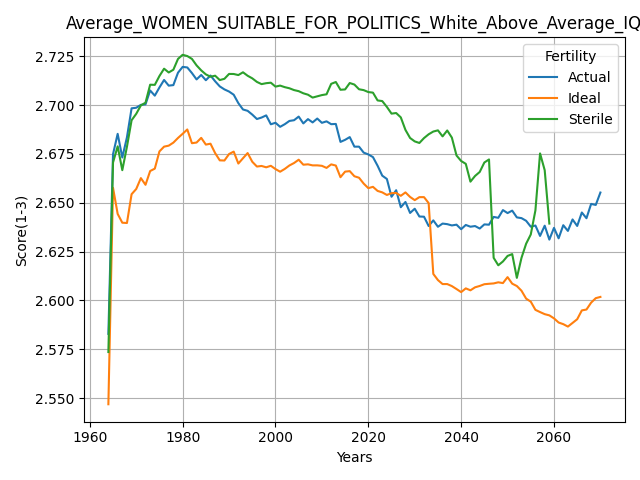 Average_WOMEN_SUITABLE_FOR_POLITICS_White_Above_Average_IQ
Fertility
Actual
Ideal
Sterile
Score(1-3)
2.725
2.700
2.675
2.650
2.625
2.600
2.575
2.550
1960 1980 2000 2020 2040 2060
Years